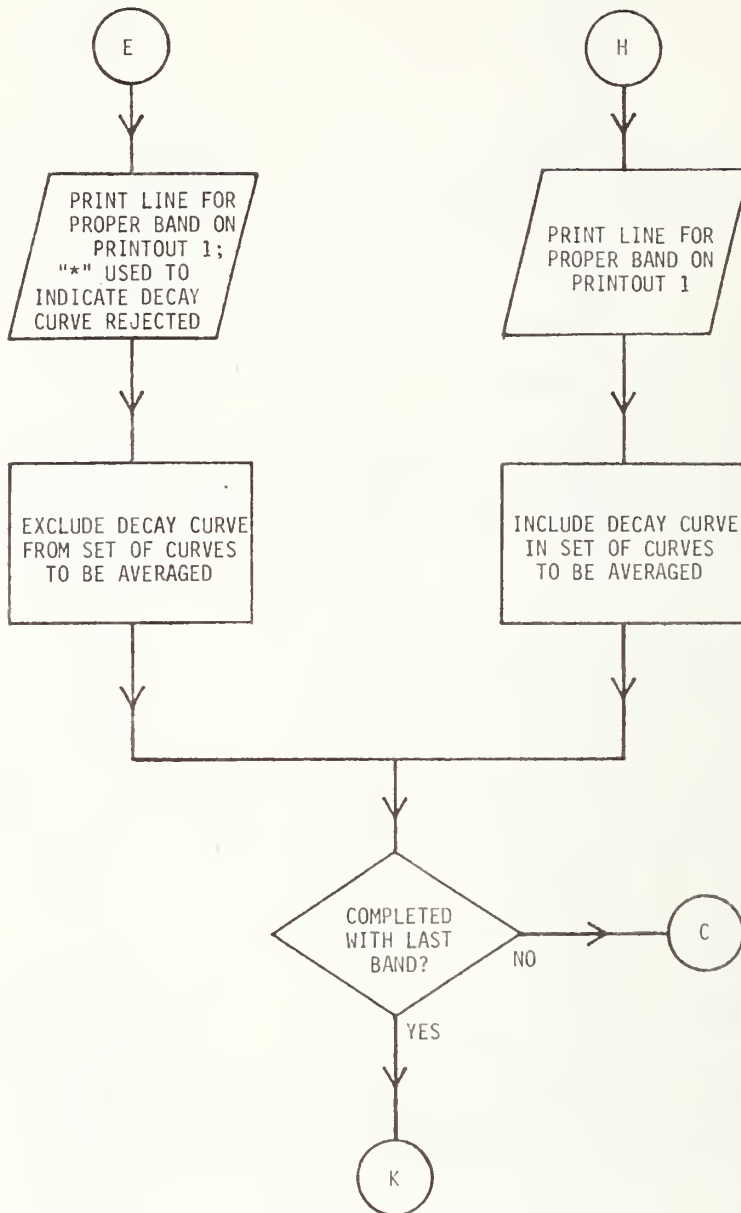 E
H
PRINT LINE FOR
PROPER BAND ON
PRINTOUT 1;
"*" USED TO
INDICATE DECAY
CURVE REJECTED
PRINT LINE FOR
PROPER BAND ON
PRINTOUT 1
EXCLUDE DECAY CURVE
FROM SET OF CURVES
TO BE AVERAGED
INCLUDE DECAY CURVE
IN SET OF CURVES
TO BE AVERAGED
COMPLETED
WITH LAST
BAND?
NO
C
YES
K